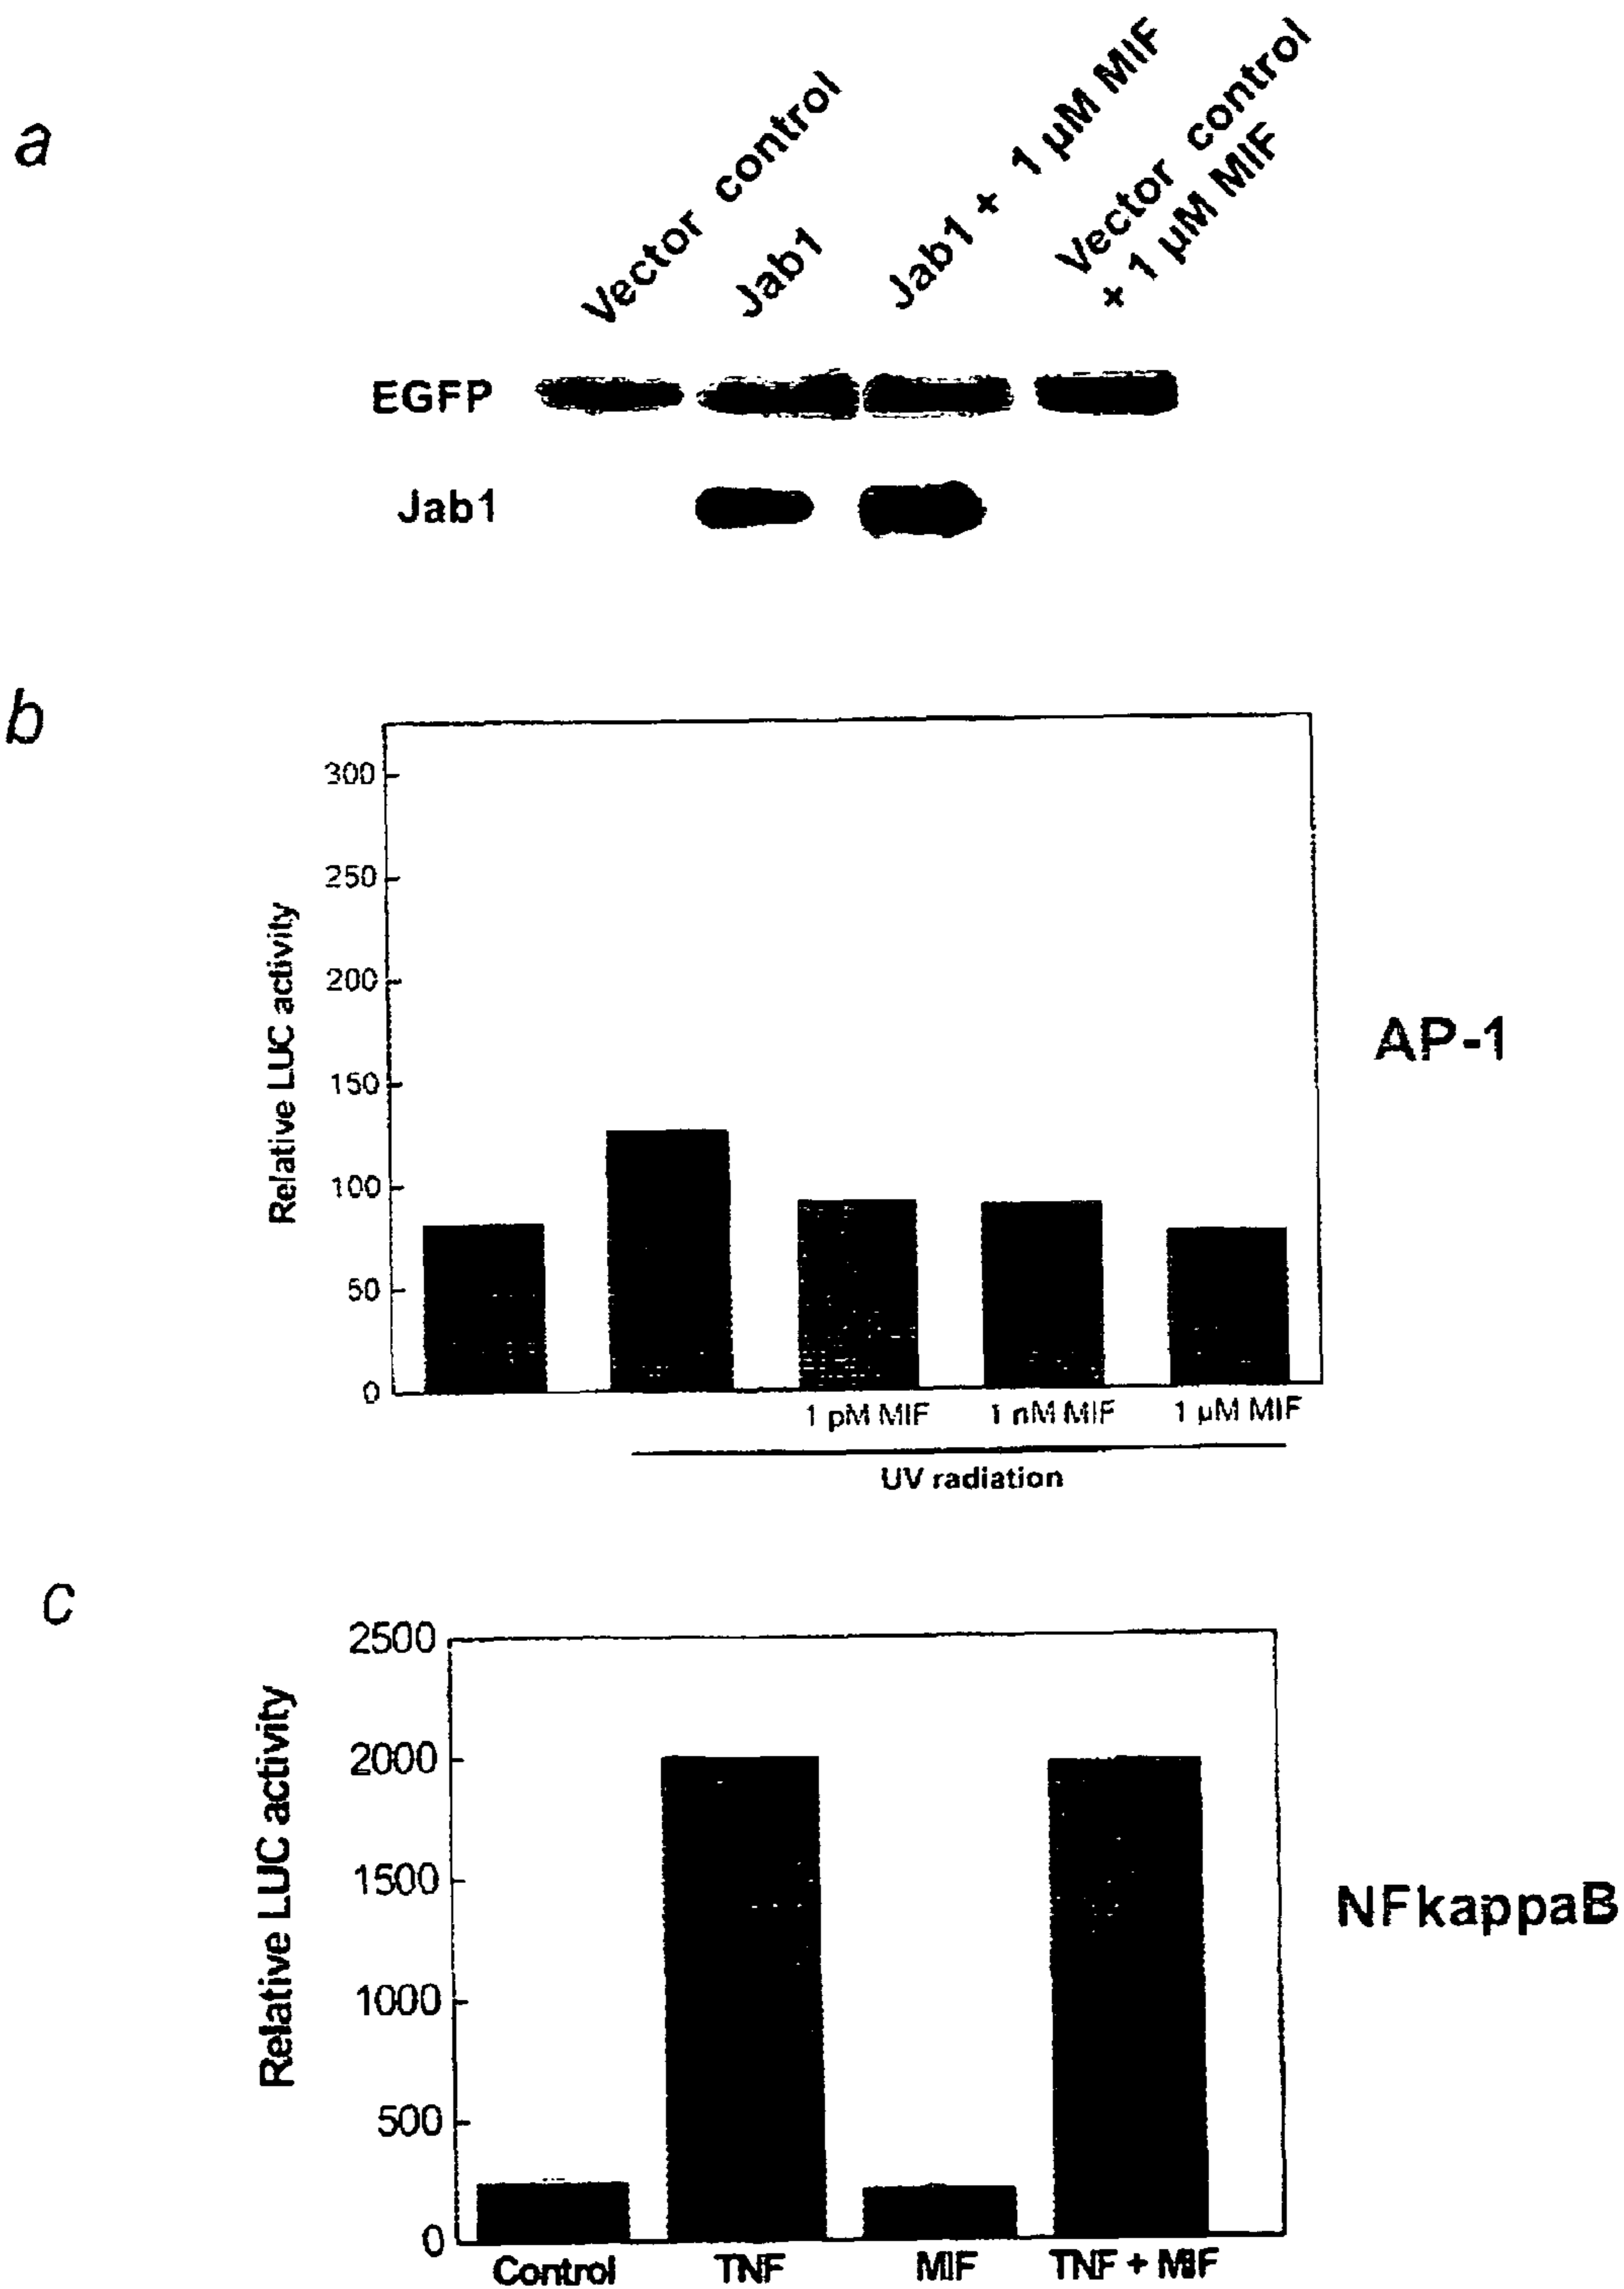 a
Vector control
Jab1
Jab1 + 1 µM MIF
Vector control
+ 1 µM MIF
EGFP
Jab1
b
300
250
200
150
100
50
0
Relative LUC activity
AP-1
1 pM MIF
1 nM MIF
1 µM MIF
UV radiation
c
2500
2000
1500
1000
500
0
Relative LUC activity
NFkappaB
Control
TNF
MIF
TNF + MIF